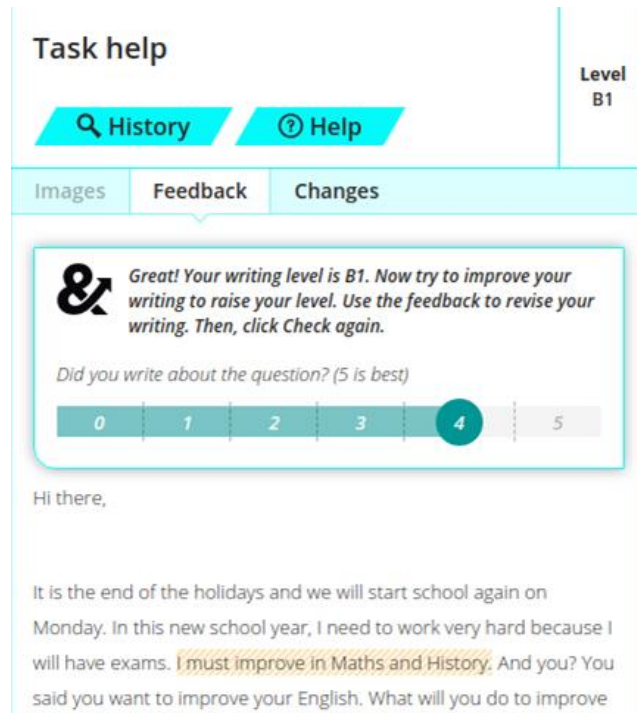 Task help
Level
B1
History
Help
Images
Feedback
Changes
Great! Your writing level is B1. Now try to improve your
writing to raise your level. Use the feedback to revise your
writing. Then, click Check again.
Did you write about the question? (5 is best)
0 1 2 3 4 5
Hi there,
It is the end of the holidays and we will start school again on
Monday. In this new school year, I need to work very hard because I
will have exams. I must improve in Maths and History. And you? You
said you want to improve your English. What will you do to improve